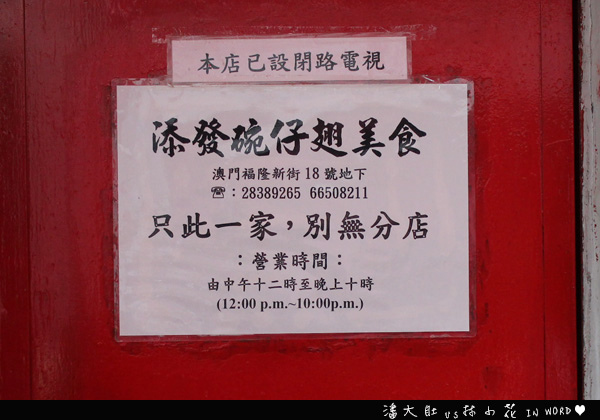 本店已設閉路電視
添發碗仔翅美食
澳門福隆新街18號地下
☎：28389265 66508211
只此一家，別無分店
：營業時間：
由中午十二時至晚上十時
(12:00 p.m.~10:00p.m.)
潘大肚 vs 林小花 IN WORD♥